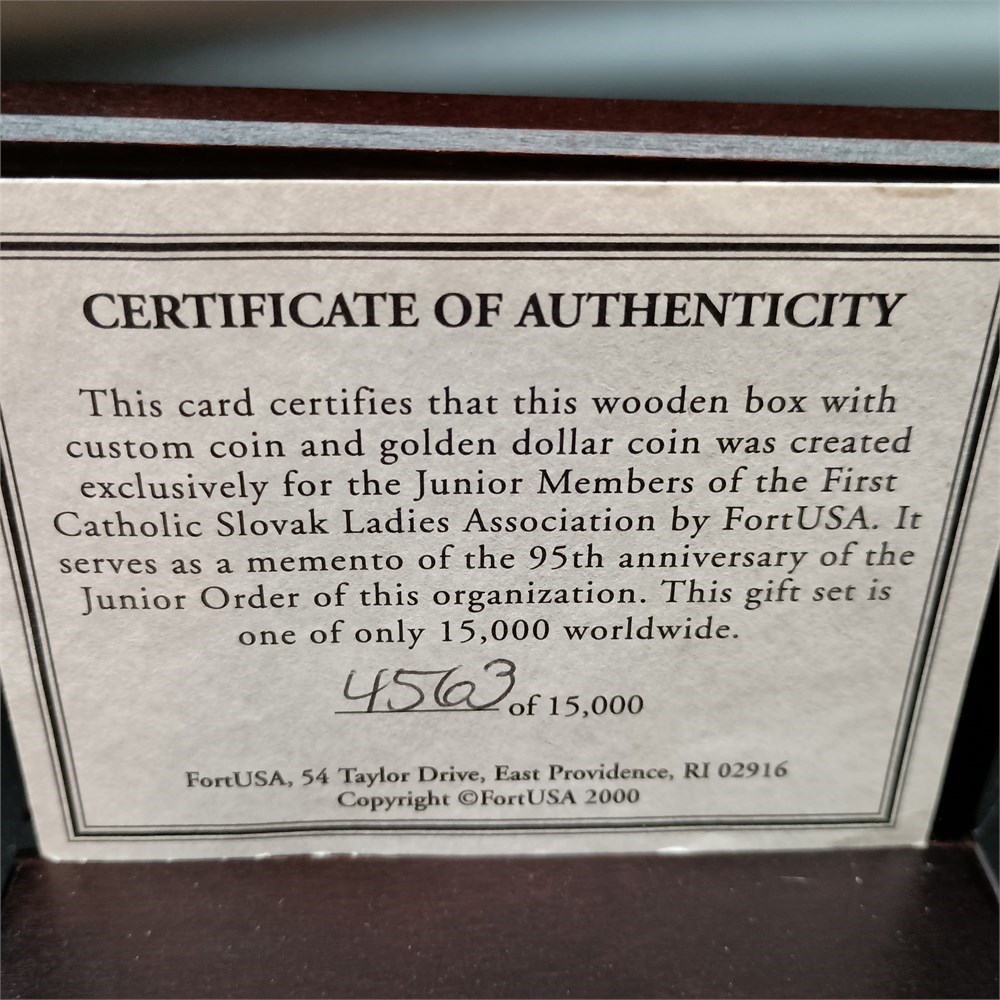 CERTIFICATE OF AUTHENTICITY
This card certifies that this wooden box with
custom coin and golden dollar coin was created
exclusively for the Junior Members of the First
Catholic Slovak Ladies Association by FortUSA. It
serves as a memento of the 95th anniversary of the
Junior Order of this organization. This gift set is
one of only 15,000 worldwide.
4563 of 15,000
FortUSA, 54 Taylor Drive, East Providence, RI 02916
Copyright ©FortUSA 2000